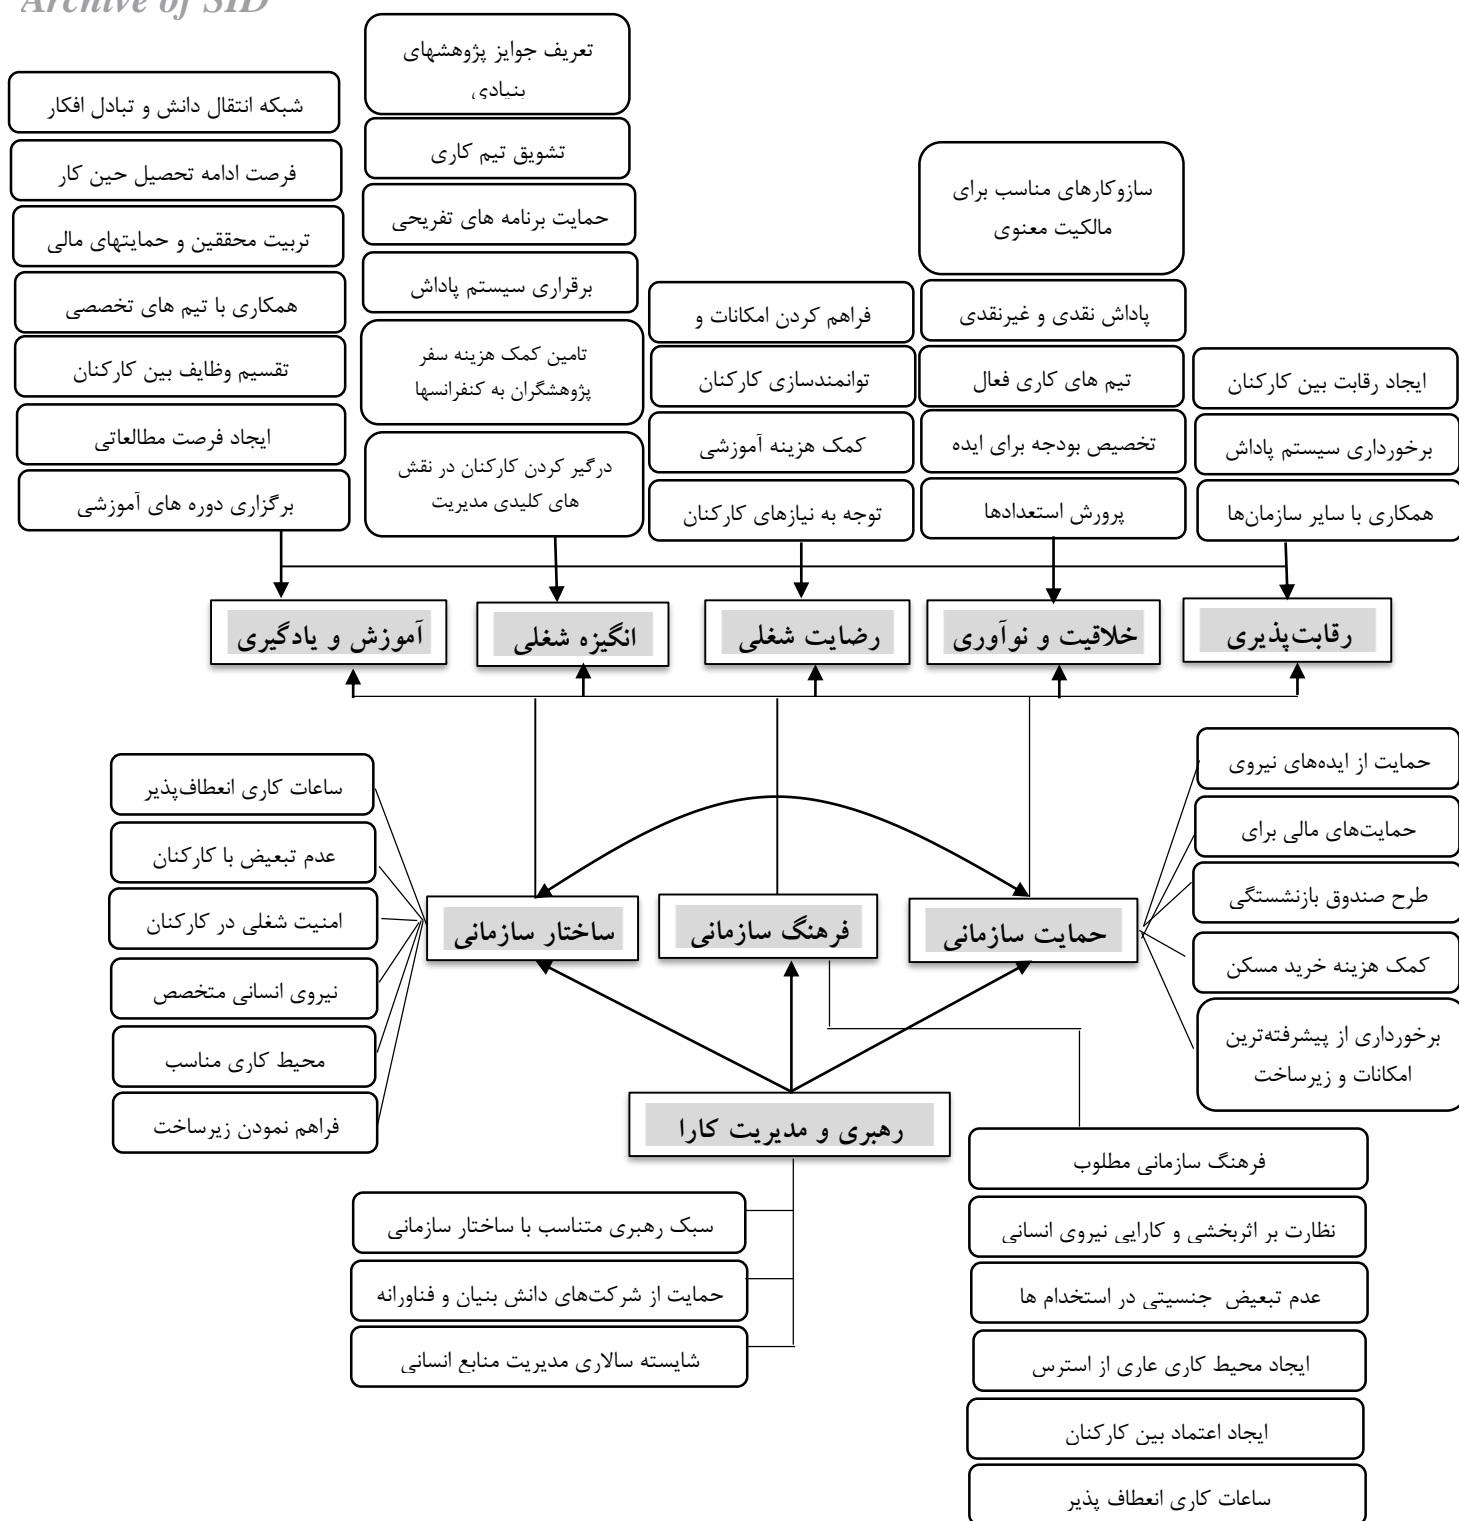 Archive of SID
تعریف جوایز پژوهشهای
بنیادی
تشویق تیم کاری
حمایت برنامه های تفریحی
برقراری سیستم پاداش
تامین کمک هزینه سفر
پژوهشگران به کنفرانسها
درگیر کردن کارکنان در نقش
های کلیدی مدیریت
شبکه انتقال دانش و تبادل افکار
فرصت ادامه تحصیل حین کار
تربیت محققین و حمایتهای مالی
همکاری با تیم های تخصصی
تقسیم وظایف بین کارکنان
ایجاد فرصت مطالعاتی
برگزاری دوره های آموزشی
سازوکارهای مناسب برای
مالکیت معنوی
پاداش نقدی و غیرنقدی
تیم های کاری فعال
تخصیص بودجه برای ایده
پرورش استعدادها
فراهم کردن امکانات و
توانمندسازی کارکنان
کمک هزینه آموزشی
توجه به نیازهای کارکنان
ایجاد رقابت بین کارکنان
برخورداری سیستم پاداش
همکاری با سایر سازمان‌ها
رقابت‌پذیری
خلاقیت و نوآوری
رضایت شغلی
انگیزه شغلی
آموزش و یادگیری
حمایت از ایده‌های نیروی
حمایت‌های مالی برای
طرح صندوق بازنشستگی
کمک هزینه خرید مسکن
برخورداری از پیشرفته‌ترین
امکانات و زیرساخت
حمایت سازمانی
فرهنگ سازمانی
ساختار سازمانی
ساعات کاری انعطاف‌پذیر
عدم تبعیض با کارکنان
امنیت شغلی در کارکنان
نیروی انسانی متخصص
محیط کاری مناسب
فراهم نمودن زیرساخت
رهبری و مدیریت کارا
سبک رهبری متناسب با ساختار سازمانی
حمایت از شرکت‌های دانش بنیان و فناورانه
شایسته سالاری مدیریت منابع انسانی
فرهنگ سازمانی مطلوب
نظارت بر اثربخشی و کارایی نیروی انسانی
عدم تبعیض جنسیتی در استخدام ها
ایجاد محیط کاری عاری از استرس
ایجاد اعتماد بین کارکنان
ساعات کاری انعطاف پذیر